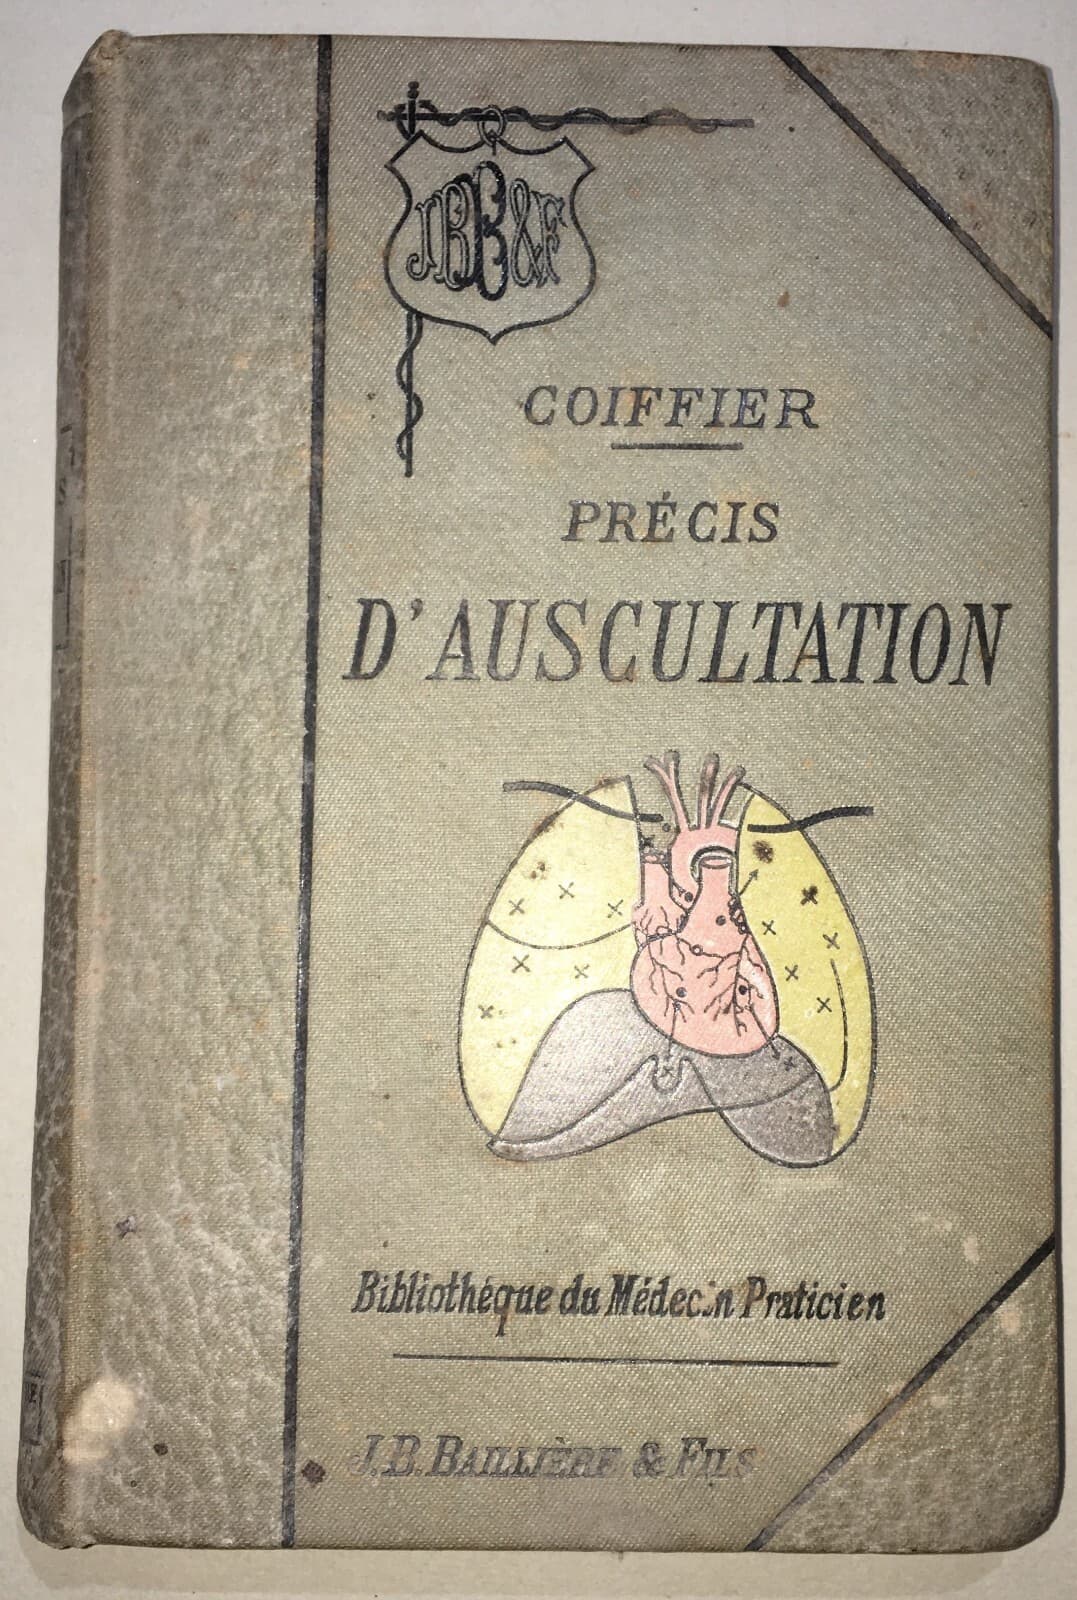 JBB&F
COIFFIER
PRÉCIS
D'AUSCULTATION
Bibliothéque du Médecin Praticien
J. B. BAILLIÈRE & FILS